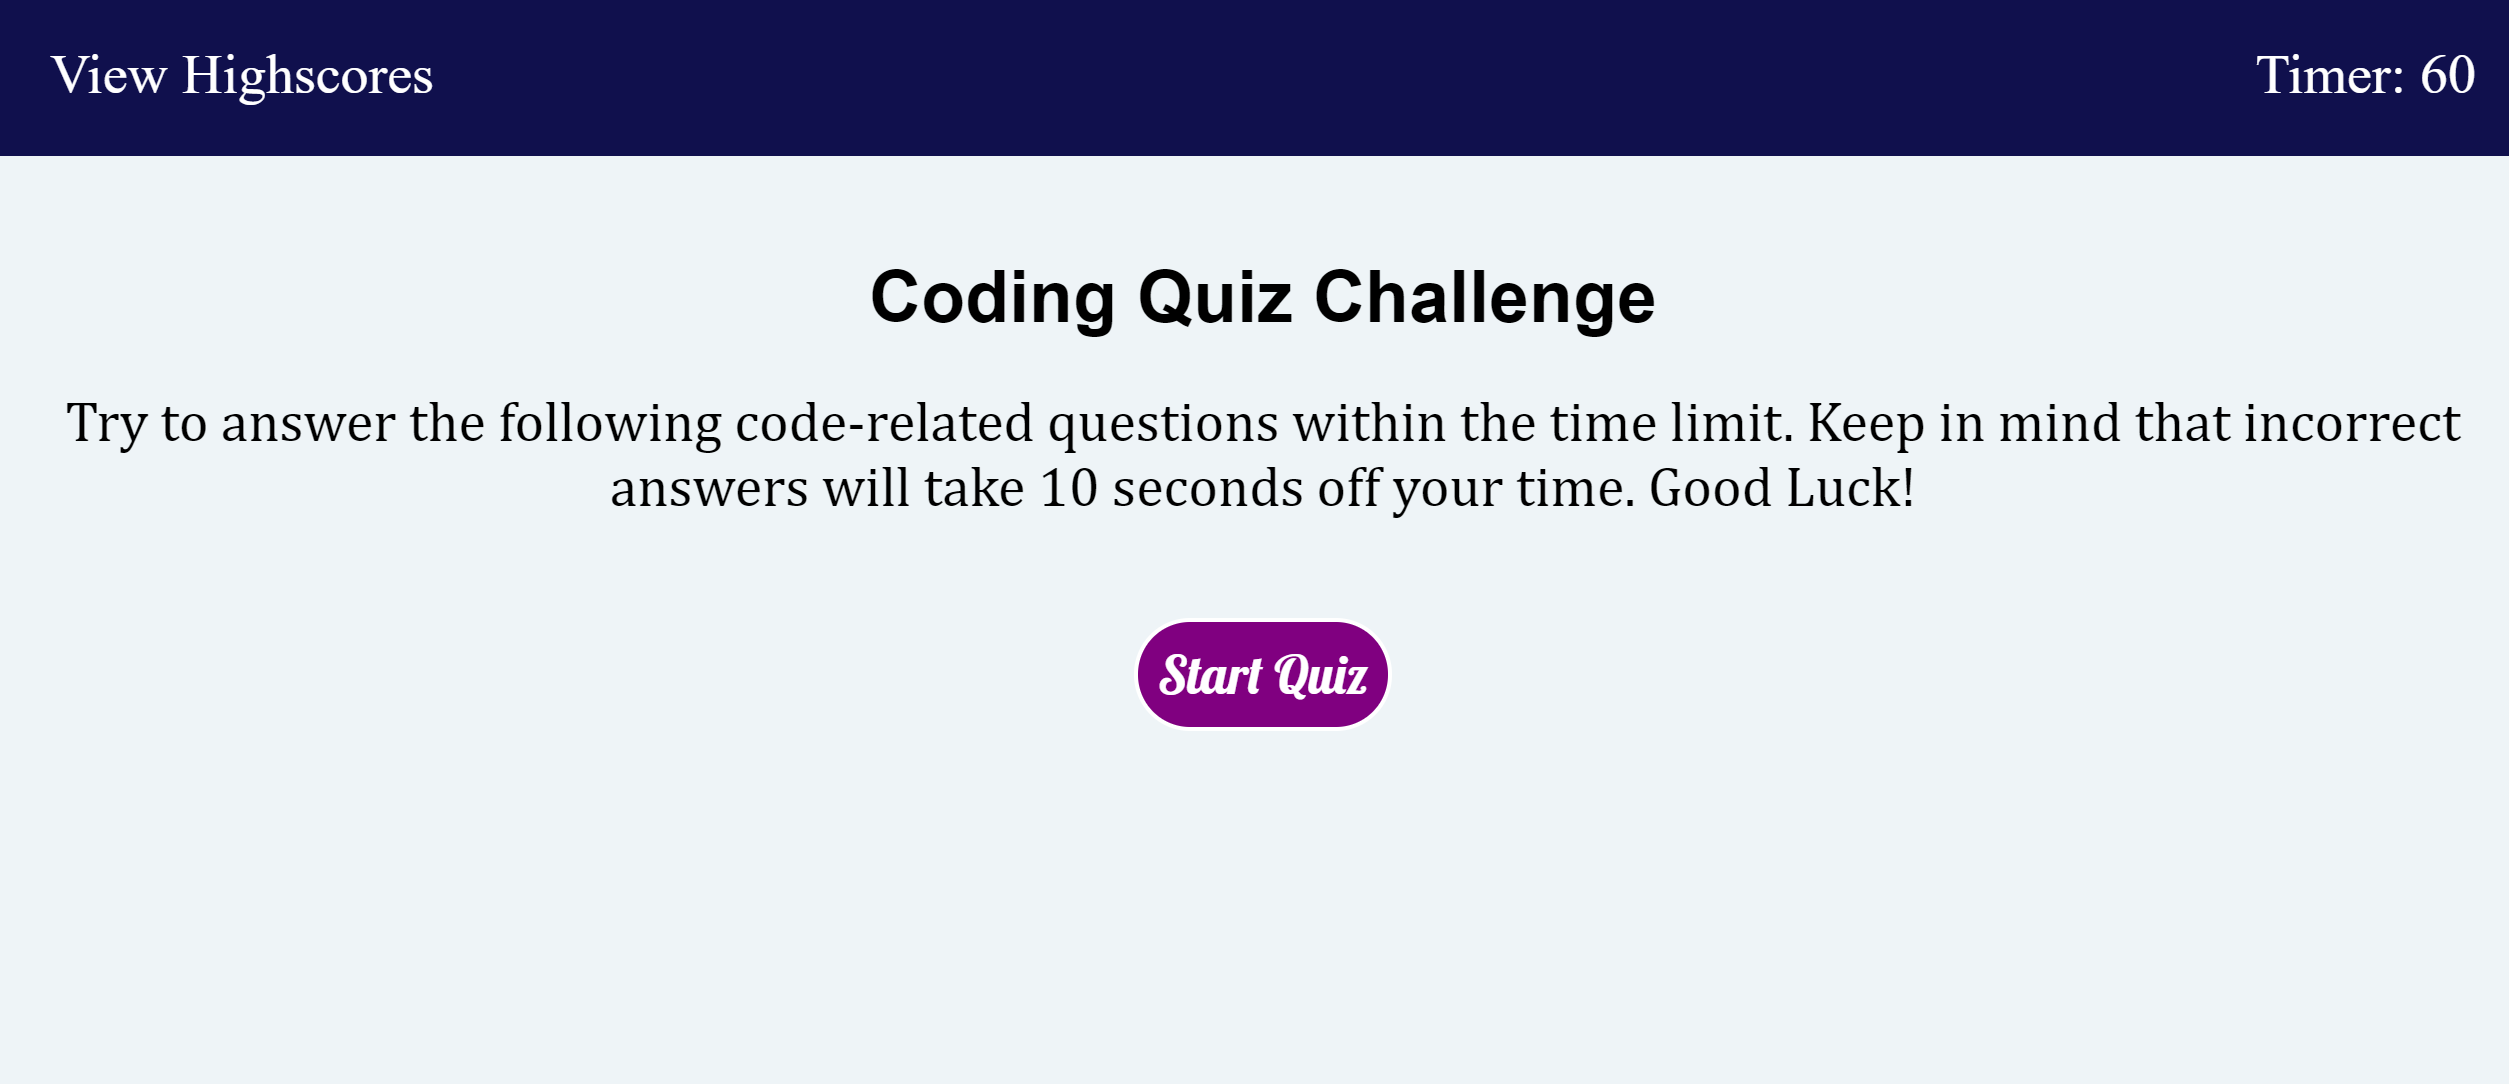 View Highscores
Timer: 60
Coding Quiz Challenge
Try to answer the following code-related questions within the time limit. Keep in mind that incorrect
answers will take 10 seconds off your time. Good Luck!
Start Quiz